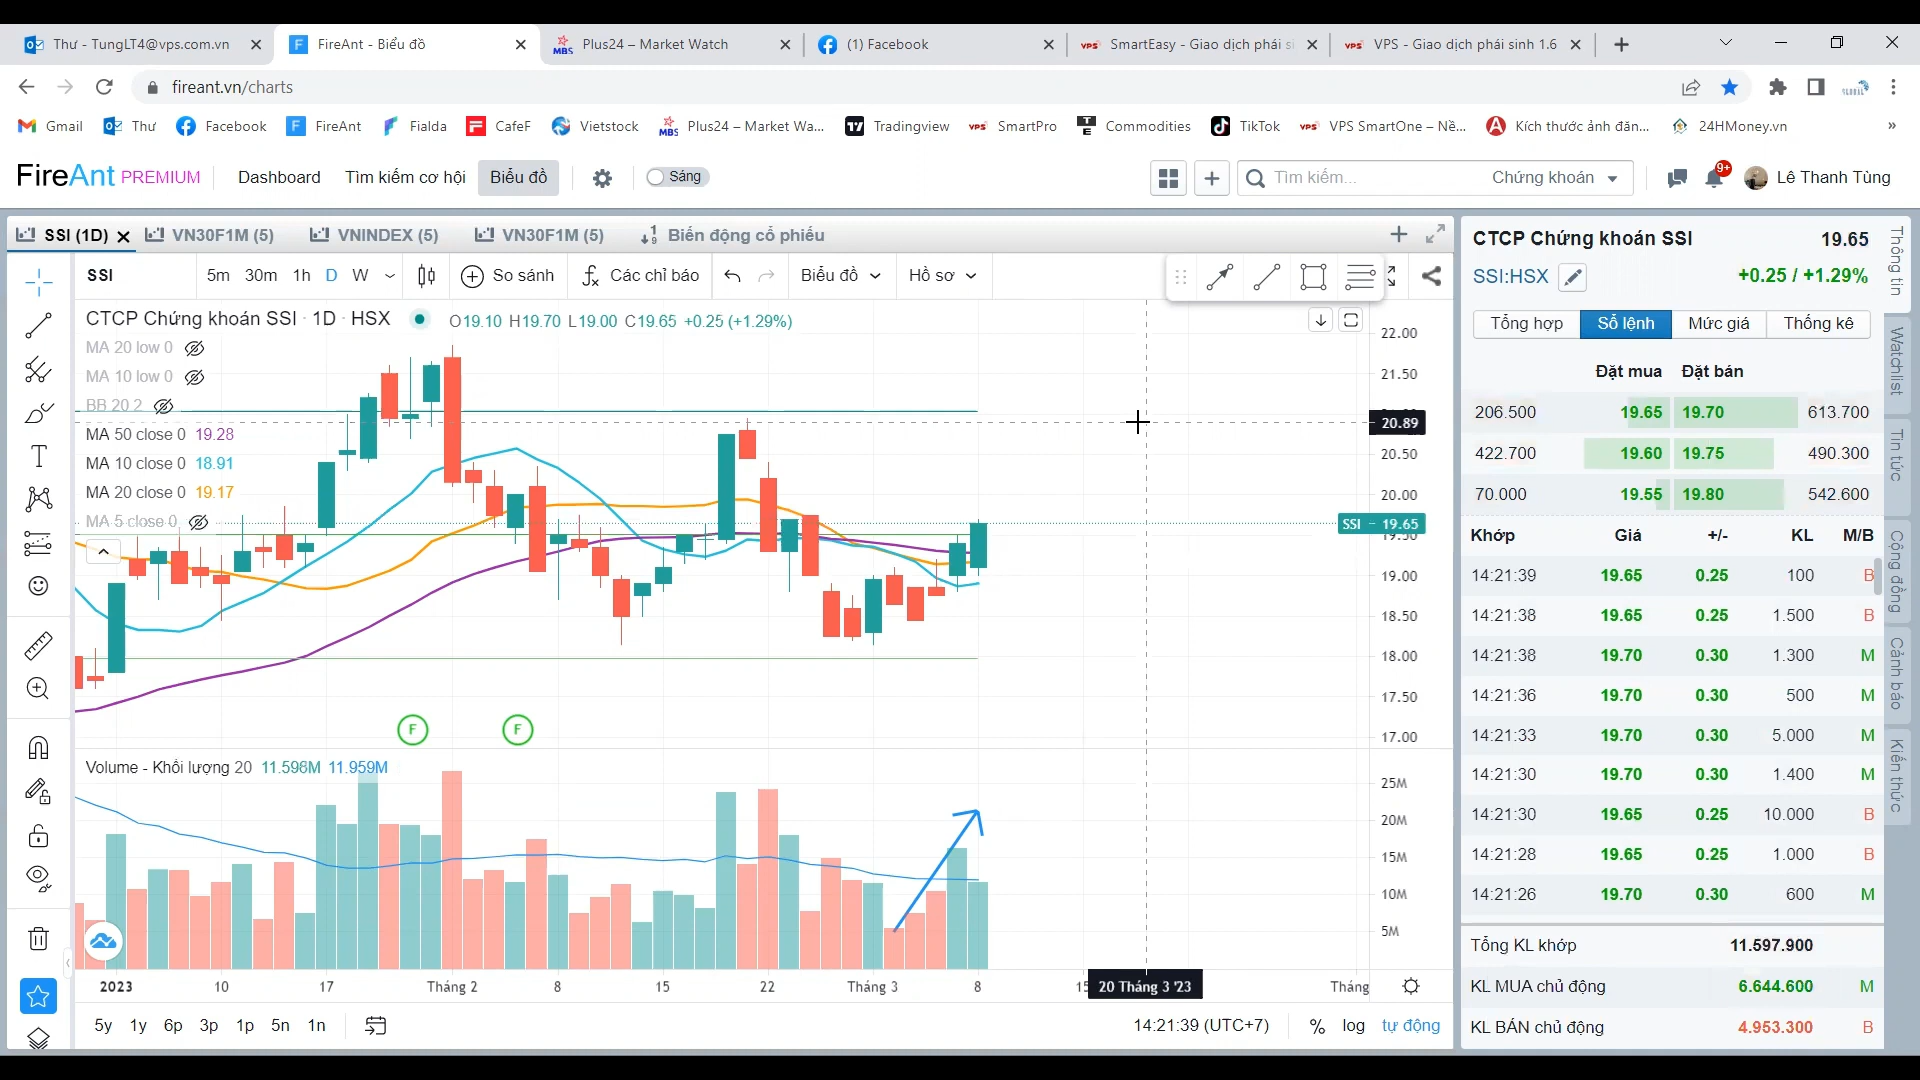 Thư - TungLT4@vps.com.vn
FireAnt - Biểu đồ
MBS Plus24 – Market Watch
(1) Facebook
VPS SmartEasy - Giao dịch phái si
VPS VPS - Giao dịch phái sinh 1.6
fireant.vn/charts
Gmail Thư Facebook FireAnt Fialda CafeF Vietstock MBS Plus24 – Market Wa... Tradingview VPS SmartPro Commodities TikTok VPS VPS SmartOne – Nề... Kích thước ảnh đăn... 24HMoney.vn »
FireAnt PREMIUM Dashboard Tìm kiếm cơ hội Biểu đồ Sáng Tìm kiếm... Chứng khoán 9+ Lê Thanh Tùng
SSI (1D) VN30F1M (5) VNINDEX (5) VN30F1M (5) Biến động cổ phiếu
SSI 5m 30m 1h D W So sánh Các chỉ báo Biểu đồ Hồ sơ
CTCP Chứng khoán SSI · 1D · HSX O19.10 H19.70 L19.00 C19.65 +0.25 (+1.29%)
MA 20 low 0
MA 10 low 0
BB 20 2
MA 50 close 0 19.28
MA 10 close 0 18.91
MA 20 close 0 19.17
MA 5 close 0
22.00
21.50
20.89
20.50
20.00
SSI 19.65
19.50
19.00
18.50
18.00
17.50
17.00
F F
Volume - Khối lượng 20 11.598M 11.959M
25M
20M
15M
10M
5M
2023 10 17 Tháng 2 8 15 22 Tháng 3 8 15 20 Tháng 3 '23 Tháng
5y 1y 6p 3p 1p 5n 1n 14:21:39 (UTC+7) % log tự động
CTCP Chứng khoán SSI 19.65
SSI:HSX +0.25 / +1.29%
Tổng hợp Sổ lệnh Mức giá Thống kê
Đặt mua Đặt bán
206.500 19.65 19.70 613.700
422.700 19.60 19.75 490.300
70.000 19.55 19.80 542.600
Khớp Giá +/- KL M/B
14:21:39 19.65 0.25 100 B
14:21:38 19.65 0.25 1.500 B
14:21:38 19.70 0.30 1.300 M
14:21:36 19.70 0.30 500 M
14:21:33 19.70 0.30 5.000 M
14:21:30 19.70 0.30 1.400 M
14:21:30 19.65 0.25 10.000 B
14:21:28 19.65 0.25 1.000 B
14:21:26 19.70 0.30 600 M
Tổng KL khớp 11.597.900
KL MUA chủ động 6.644.600 M
KL BÁN chủ động 4.953.300 B
Thông tin
Watchlist
Tin tức
Cộng đồng
Cảnh báo
Kiến thức